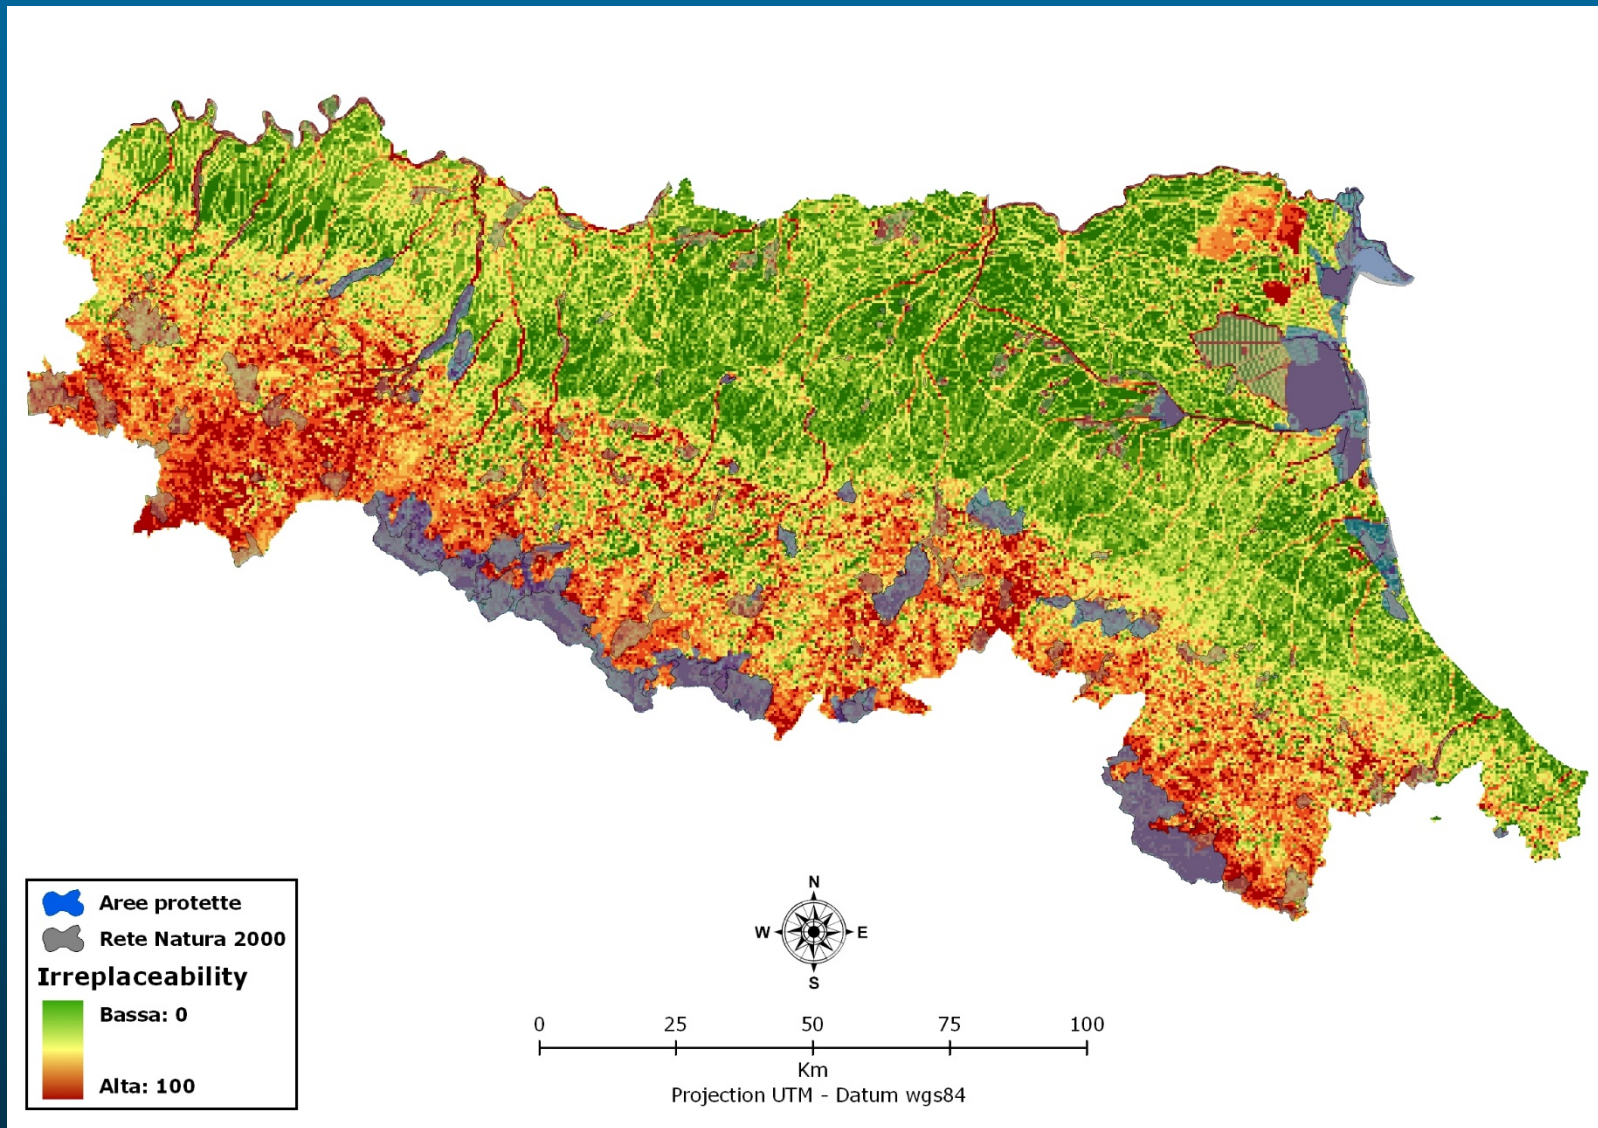 Aree protette
Rete Natura 2000
Irreplaceability
Bassa: 0
Alta: 100
N
W E
S
0 25 50 75 100
Km
Projection UTM - Datum wgs84